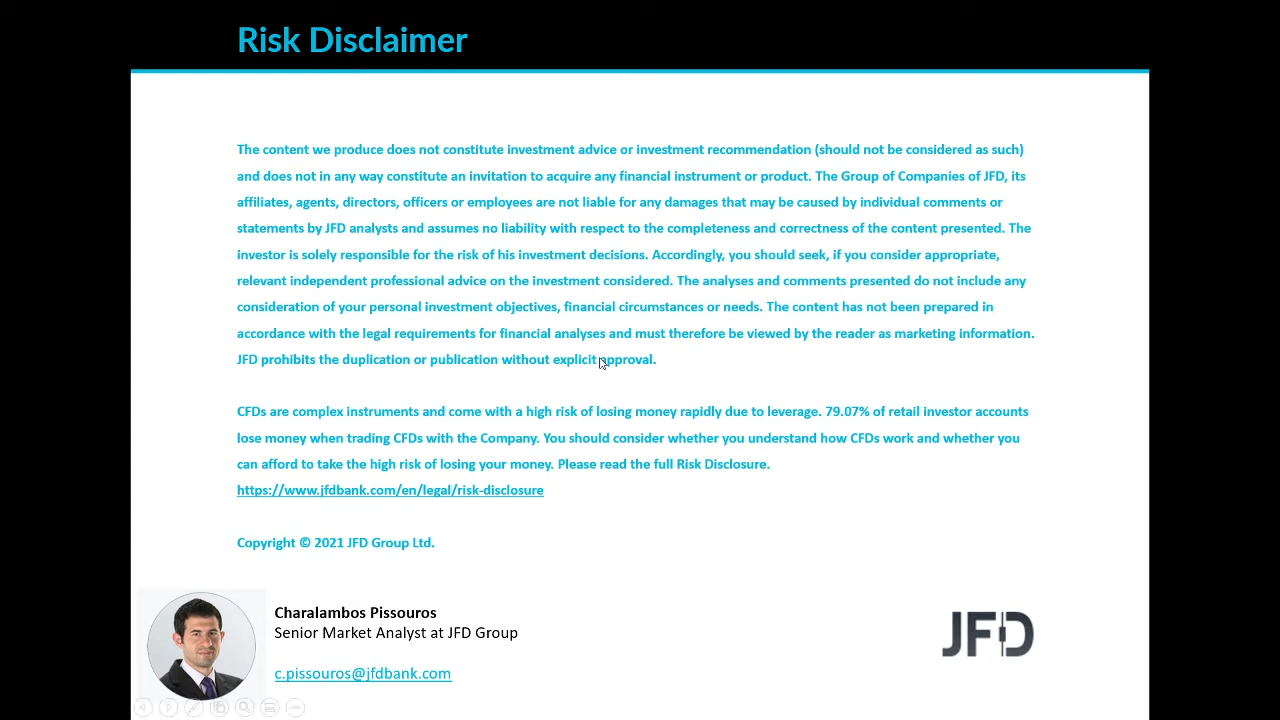 Risk Disclaimer
The content we produce does not constitute investment advice or investment recommendation (should not be considered as such)
and does not in any way constitute an invitation to acquire any financial instrument or product. The Group of Companies of JFD, its
affiliates, agents, directors, officers or employees are not liable for any damages that may be caused by individual comments or
statements by JFD analysts and assumes no liability with respect to the completeness and correctness of the content presented. The
investor is solely responsible for the risk of his investment decisions. Accordingly, you should seek, if you consider appropriate,
relevant independent professional advice on the investment considered. The analyses and comments presented do not include any
consideration of your personal investment objectives, financial circumstances or needs. The content has not been prepared in
accordance with the legal requirements for financial analyses and must therefore be viewed by the reader as marketing information.
JFD prohibits the duplication or publication without explicit approval.
CFDs are complex instruments and come with a high risk of losing money rapidly due to leverage. 79.07% of retail investor accounts
lose money when trading CFDs with the Company. You should consider whether you understand how CFDs work and whether you
can afford to take the high risk of losing your money. Please read the full Risk Disclosure.
https://www.jfdbank.com/en/legal/risk-disclosure
Copyright © 2021 JFD Group Ltd.
Charalambos Pissouros
Senior Market Analyst at JFD Group
c.pissouros@jfdbank.com
JFD